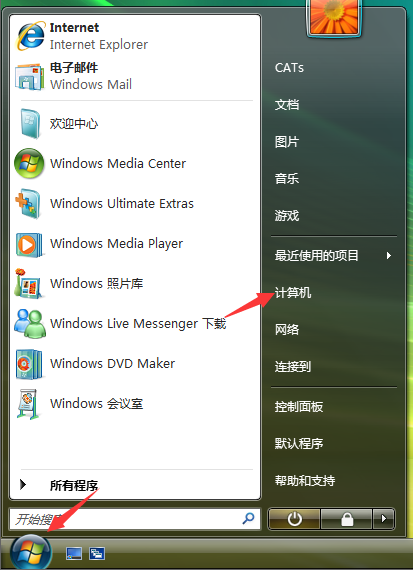 Internet
Internet Explorer
电子邮件
Windows Mail
欢迎中心
Windows Media Center
Windows Ultimate Extras
Windows Media Player
Windows 照片库
Windows Live Messenger 下载
Windows DVD Maker
Windows 会议室
所有程序
开始搜
CATs
文档
图片
音乐
游戏
最近使用的项目
计算机
网络
连接到
控制面板
默认程序
帮助和支持